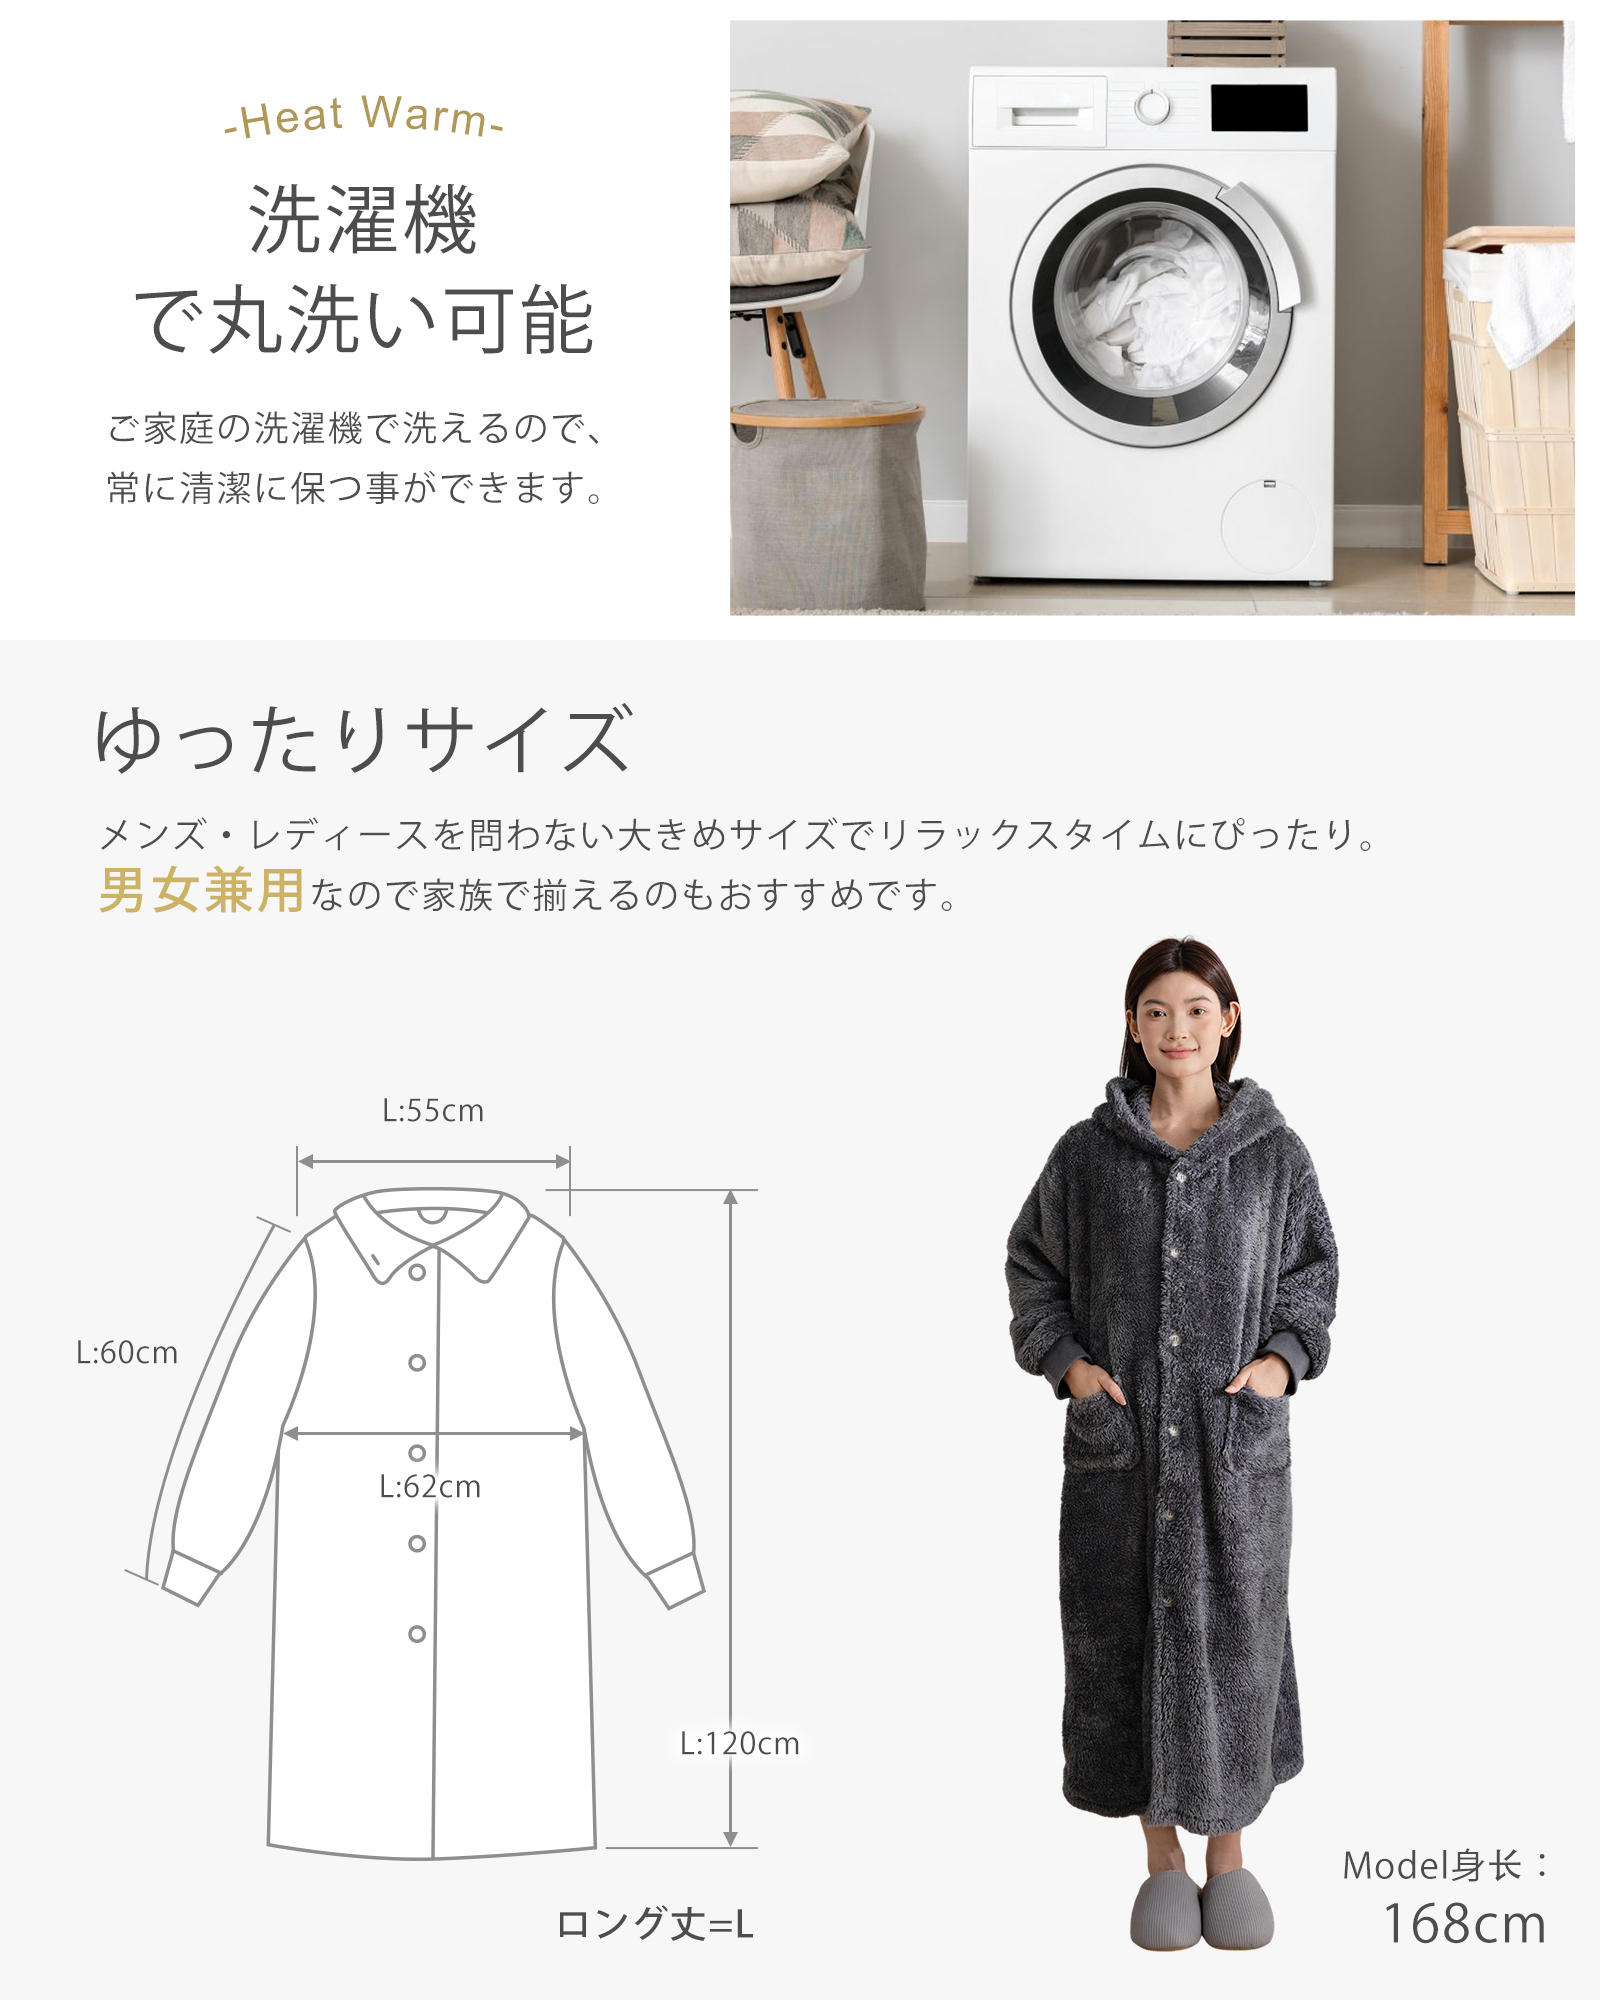 -Heat Warm-
洗濯機
で丸洗い可能
ご家庭の洗濯機で洗えるので、
常に清潔に保つ事ができます。
ゆったりサイズ
メンズ・レディースを問わない大きめサイズでリラックスタイムにぴったり。
男女兼用なので家族で揃えるのもおすすめです。
L:55cm
L:60cm
L:62cm
L:120cm
ロング丈=L
Model身长：
168cm